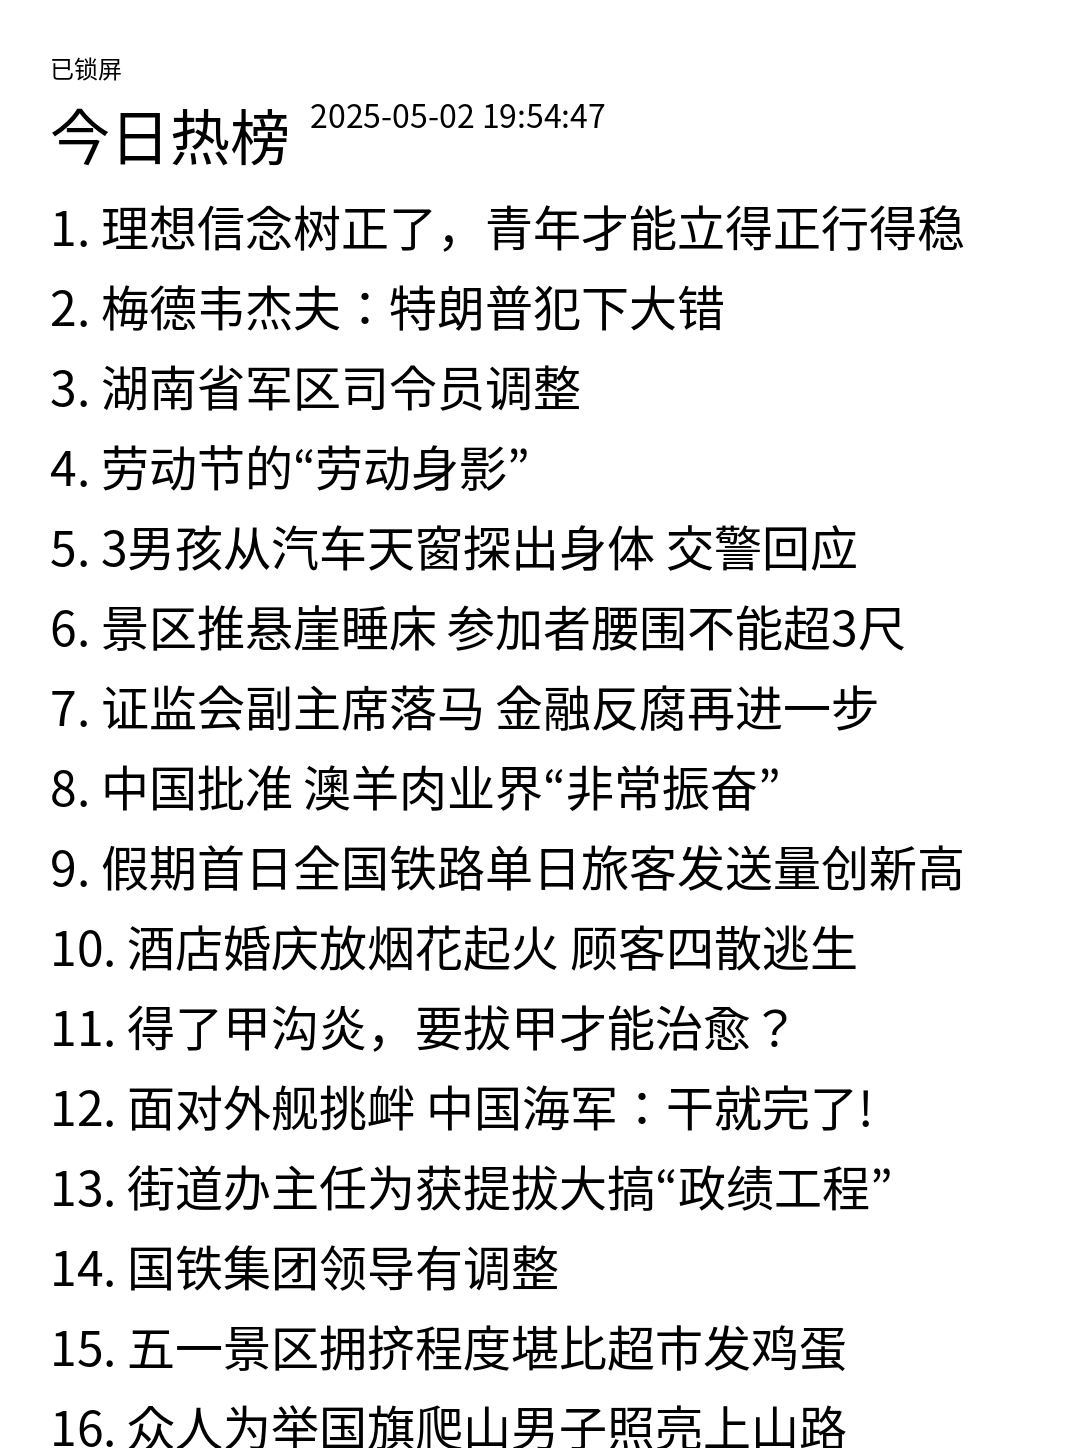 已锁屏
今日热榜 2025-05-02 19:54:47
1. 理想信念树正了，青年才能立得正行得稳
2. 梅德韦杰夫：特朗普犯下大错
3. 湖南省军区司令员调整
4. 劳动节的“劳动身影”
5. 3男孩从汽车天窗探出身体 交警回应
6. 景区推悬崖睡床 参加者腰围不能超3尺
7. 证监会副主席落马 金融反腐再进一步
8. 中国批准 澳羊肉业界“非常振奋”
9. 假期首日全国铁路单日旅客发送量创新高
10. 酒店婚庆放烟花起火 顾客四散逃生
11. 得了甲沟炎，要拔甲才能治愈？
12. 面对外舰挑衅 中国海军：干就完了!
13. 街道办主任为获提拔大搞“政绩工程”
14. 国铁集团领导有调整
15. 五一景区拥挤程度堪比超市发鸡蛋
16. 众人为举国旗爬山男子照亮上山路